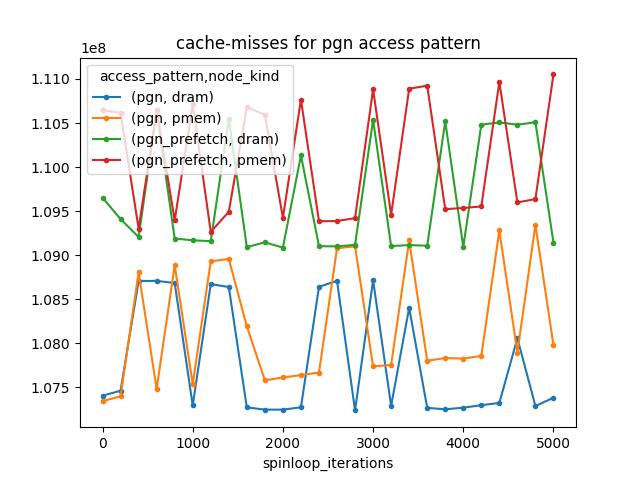 cache-misses for pgn access pattern
1e8
access_pattern,node_kind
(pgn, dram)
(pgn, pmem)
(pgn_prefetch, dram)
(pgn_prefetch, pmem)
1.110
1.105
1.100
1.095
1.090
1.085
1.080
1.075
0 1000 2000 3000 4000 5000
spinloop_iterations